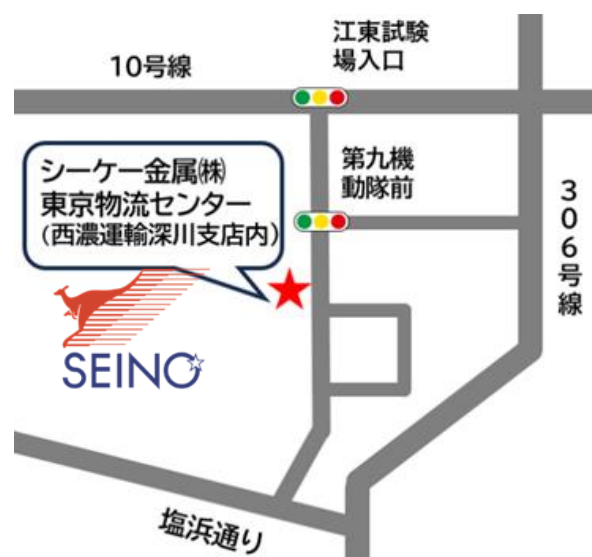 江東試験
場入口
10号線
シーケー金属㈱
東京物流センター
(西濃運輸深川支店内)
第九機
動隊前
306号線
SEINO
塩浜通り